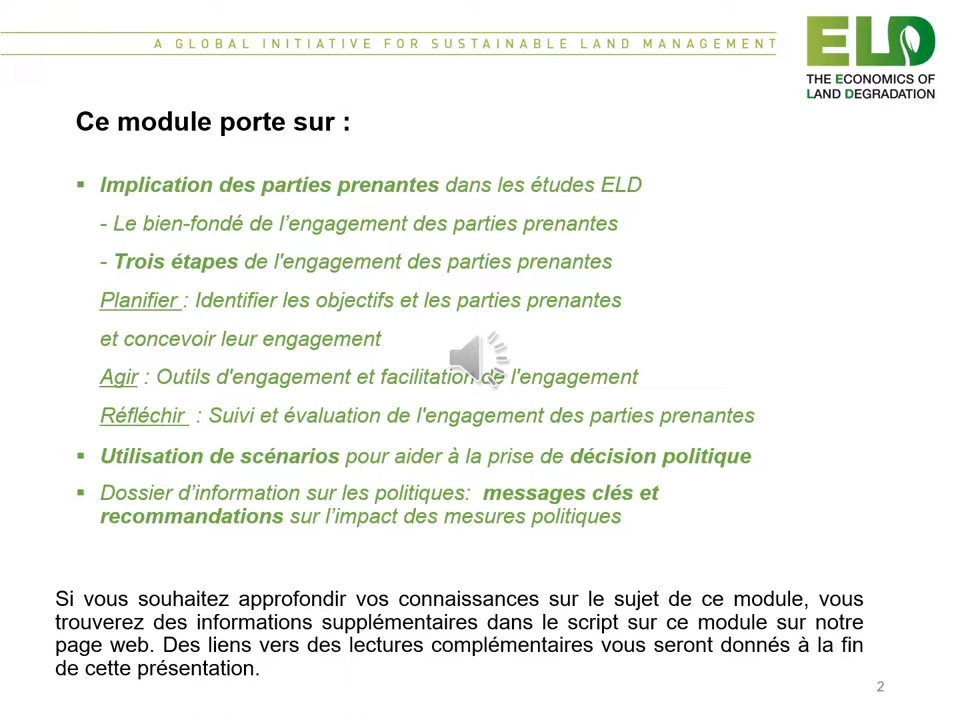 A GLOBAL INITIATIVE FOR SUSTAINABLE LAND MANAGEMENT
ELD
THE ECONOMICS OF
LAND DEGRADATION
Ce module porte sur :
▪ Implication des parties prenantes dans les études ELD
- Le bien-fondé de l’engagement des parties prenantes
- Trois étapes de l'engagement des parties prenantes
Planifier : Identifier les objectifs et les parties prenantes
et concevoir leur engagement
Agir : Outils d'engagement et facilitation de l'engagement
Réfléchir : Suivi et évaluation de l'engagement des parties prenantes
▪ Utilisation de scénarios pour aider à la prise de décision politique
▪ Dossier d’information sur les politiques: messages clés et
recommandations sur l’impact des mesures politiques
Si vous souhaitez approfondir vos connaissances sur le sujet de ce module, vous
trouverez des informations supplémentaires dans le script sur ce module sur notre
page web. Des liens vers des lectures complémentaires vous seront donnés à la fin
de cette présentation.
2